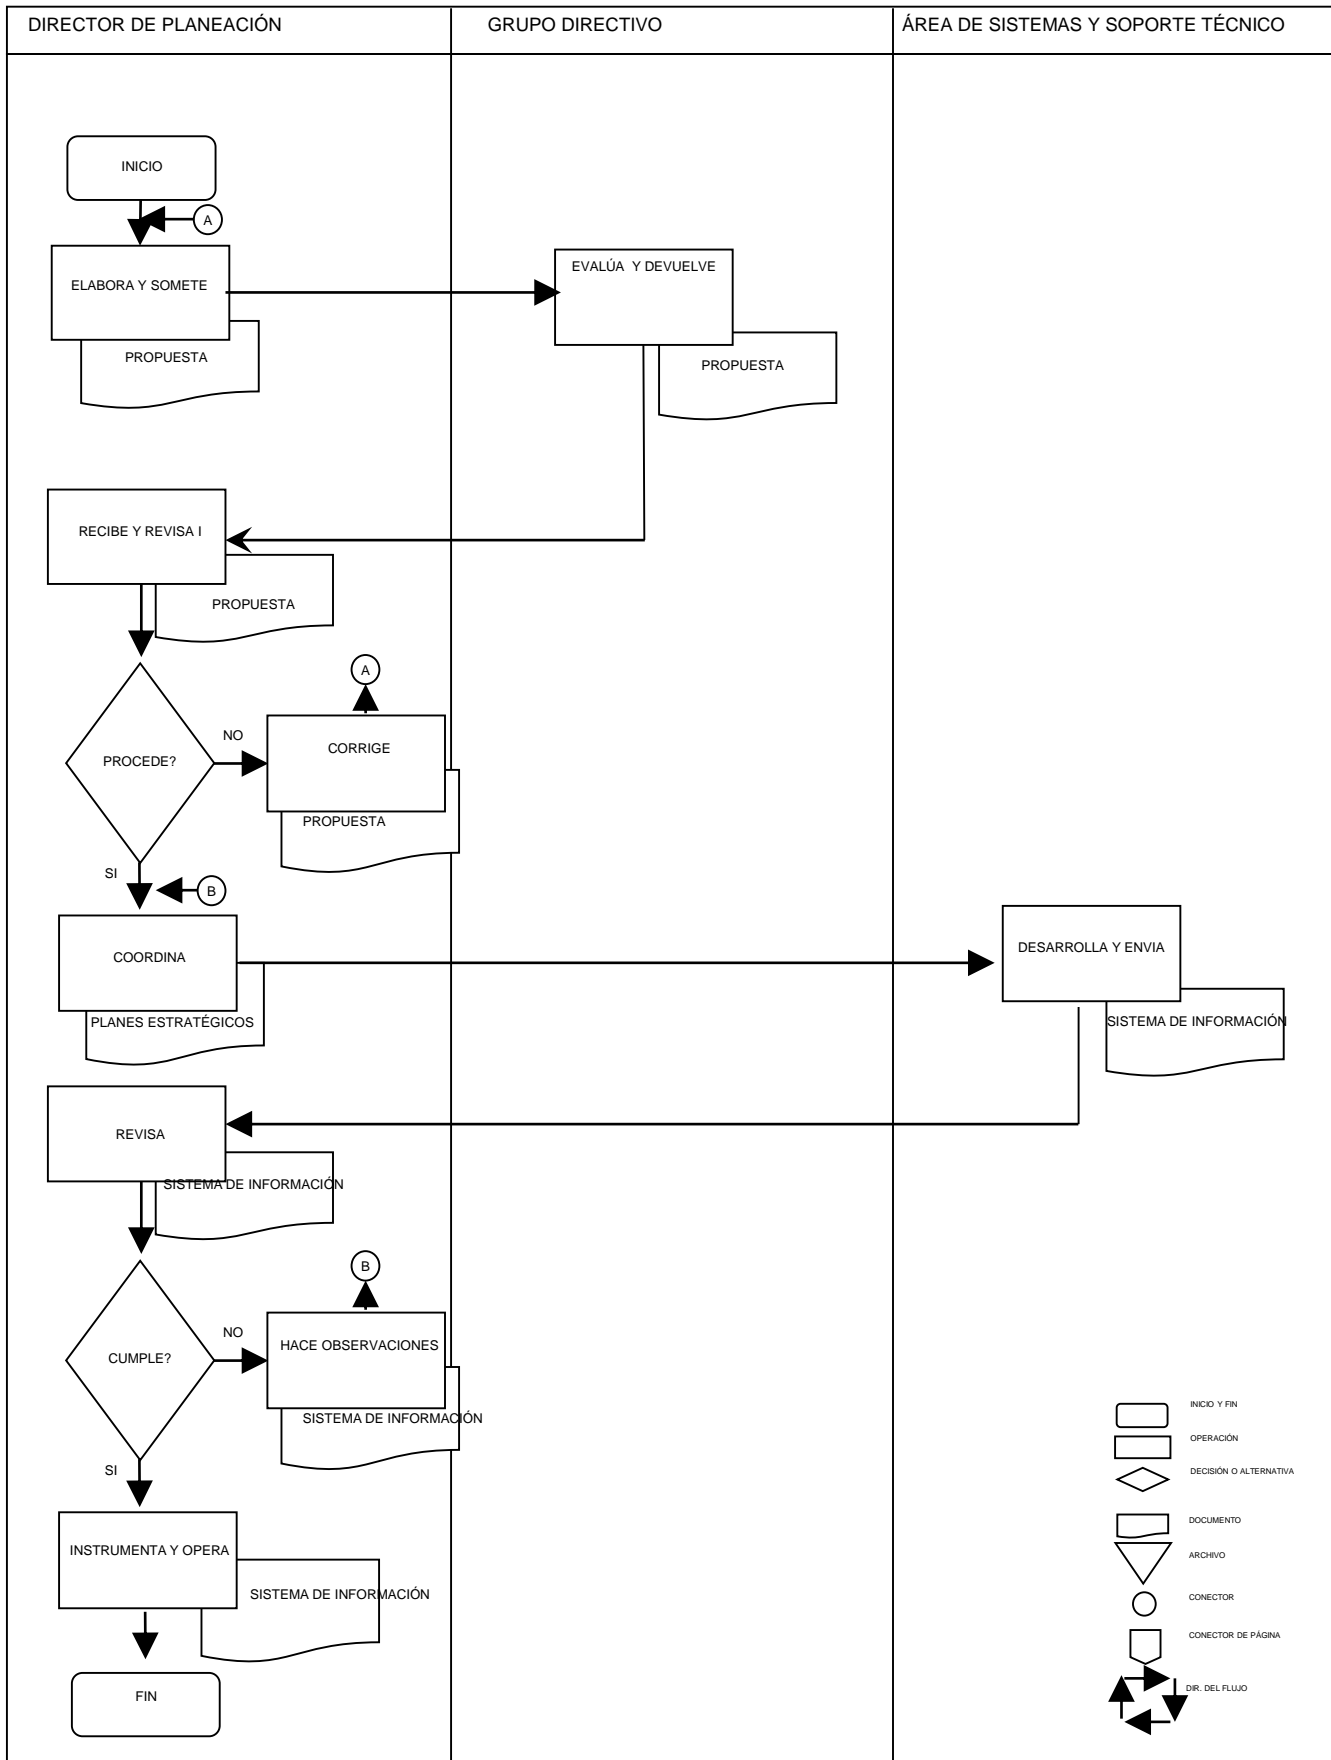 DIRECTOR DE PLANEACIÓN
GRUPO DIRECTIVO
ÁREA DE SISTEMAS Y SOPORTE TÉCNICO
INICIO
A
ELABORA Y SOMETE
PROPUESTA
EVALÚA Y DEVUELVE
PROPUESTA
RECIBE Y REVISA I
PROPUESTA
PROCEDE?
NO
A
CORRIGE
PROPUESTA
SI
B
COORDINA
PLANES ESTRATÉGICOS
DESARROLLA Y ENVIA
SISTEMA DE INFORMACIÓN
REVISA
SISTEMA DE INFORMACIÓN
CUMPLE?
NO
B
HACE OBSERVACIONES
SISTEMA DE INFORMACIÓN
SI
INSTRUMENTA Y OPERA
SISTEMA DE INFORMACIÓN
FIN
INICIO Y FIN
OPERACIÓN
DECISIÓN O ALTERNATIVA
DOCUMENTO
ARCHIVO
CONECTOR
CONECTOR DE PÁGINA
DIR. DEL FLUJO